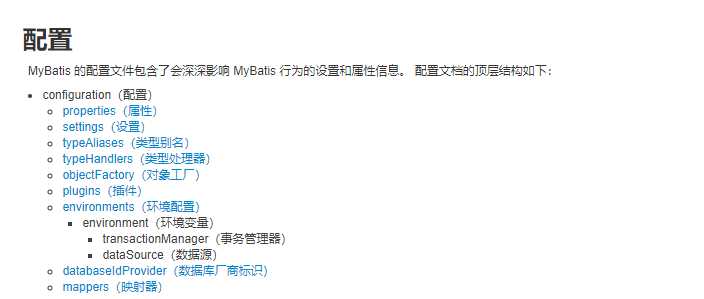 配置
MyBatis 的配置文件包含了会深深影响 MyBatis 行为的设置和属性信息。 配置文档的顶层结构如下：
configuration（配置）
properties（属性）
settings（设置）
typeAliases（类型别名）
typeHandlers（类型处理器）
objectFactory（对象工厂）
plugins（插件）
environments（环境配置）
environment（环境变量）
transactionManager（事务管理器）
dataSource（数据源）
databaseIdProvider（数据库厂商标识）
mappers（映射器）